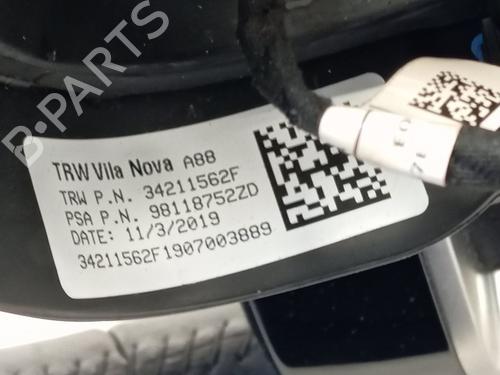 B-PARTS
TRW Vila Nova A88
TRW P.N. 34211562F
PSA P.N. 98118752ZD
DATE: 11/3/2019
34211562F1907003889